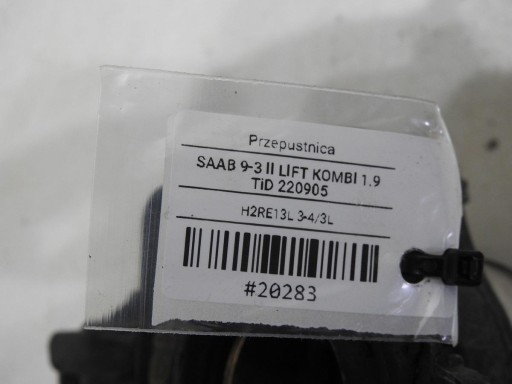 Przepustnica
SAAB 9-3 II LIFT KOMBI 1.9
TiD 220905
H2RE13L 3-4/3L
#20283